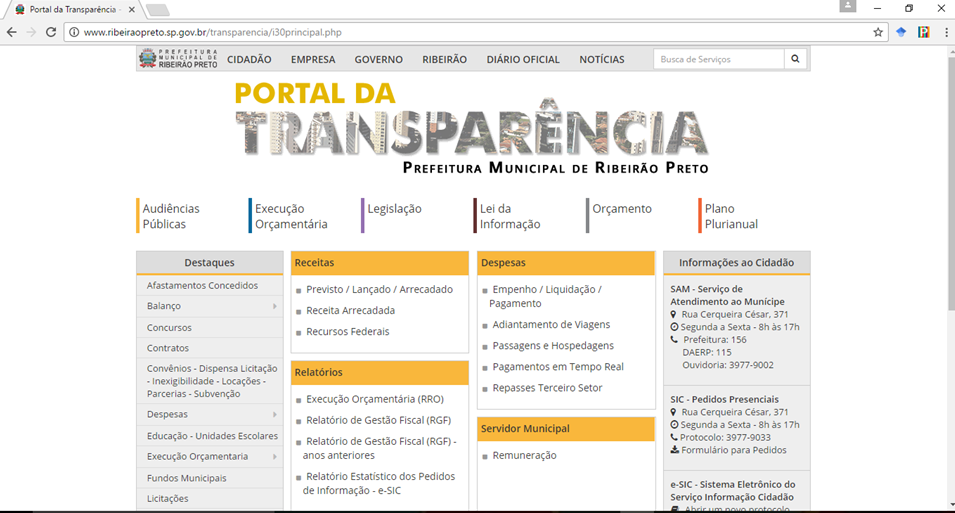 Portal da Transparência -
www.ribeiraopreto.sp.gov.br/transparencia/i30principal.php
PREFEITURA
MUNICIPAL DE
RIBEIRÃO PRETO
CIDADÃO EMPRESA GOVERNO RIBEIRÃO DIÁRIO OFICIAL NOTÍCIAS
Busca de Serviços
PORTAL DA
TRANSPARÊNCIA
PREFEITURA MUNICIPAL DE RIBEIRÃO PRETO
Audiências
Públicas
Execução
Orçamentária
Legislação
Lei da
Informação
Orçamento
Plano
Plurianual
Destaques
Afastamentos Concedidos
Balanço
Concursos
Contratos
Convênios - Dispensa Licitação
- Inexigibilidade - Locações -
Parcerias - Subvenção
Despesas
Educação - Unidades Escolares
Execução Orçamentaria
Fundos Municipais
Licitações
Receitas
Previsto / Lançado / Arrecadado
Receita Arrecadada
Recursos Federais
Relatórios
Execução Orçamentária (RRO)
Relatório de Gestão Fiscal (RGF)
Relatório de Gestão Fiscal (RGF) -
anos anteriores
Relatório Estatístico dos Pedidos
de Informação - e-SIC
Despesas
Empenho / Liquidação /
Pagamento
Adiantamento de Viagens
Passagens e Hospedagens
Pagamentos em Tempo Real
Repasses Terceiro Setor
Servidor Municipal
Remuneração
Informações ao Cidadão
SAM - Serviço de
Atendimento ao Munícipe
Rua Cerqueira César, 371
Segunda a Sexta - 8h às 17h
Prefeitura: 156
DAERP: 115
Ouvidoria: 3977-9002
SIC - Pedidos Presenciais
Rua Cerqueira César, 371
Segunda a Sexta - 8h às 17h
Protocolo: 3977-9033
Formulário para Pedidos
e-SIC - Sistema Eletrônico do
Serviço Informação Cidadão
Abrir um novo protocolo